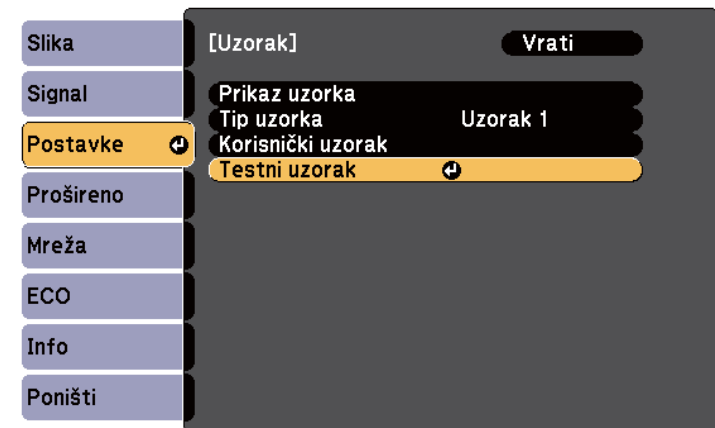 Slika
Signal
Postavke
Prošireno
Mreža
ECO
Info
Poništi
[Uzorak] Vrati
Prikaz uzorka
Tip uzorka Uzorak 1
Korisnički uzorak
Testni uzorak